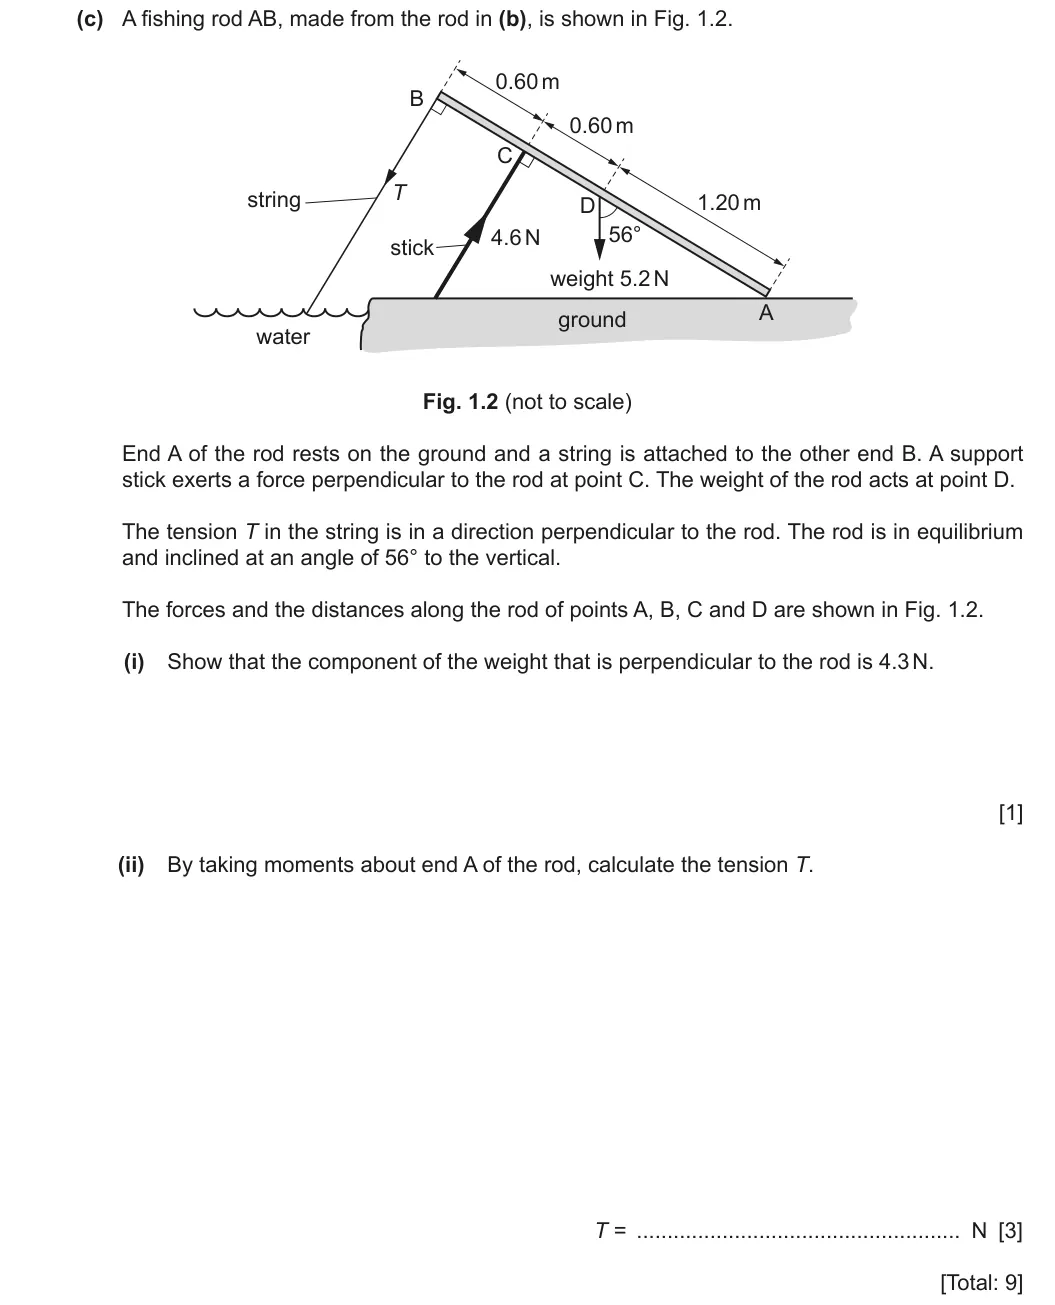 (c) A fishing rod AB, made from the rod in (b), is shown in Fig. 1.2.
0.60 m
B
0.60 m
C
T
string
D
1.20 m
stick
4.6 N
56°
weight 5.2 N
ground
A
water
Fig. 1.2 (not to scale)
End A of the rod rests on the ground and a string is attached to the other end B. A support
stick exerts a force perpendicular to the rod at point C. The weight of the rod acts at point D.
The tension T in the string is in a direction perpendicular to the rod. The rod is in equilibrium
and inclined at an angle of 56° to the vertical.
The forces and the distances along the rod of points A, B, C and D are shown in Fig. 1.2.
(i) Show that the component of the weight that is perpendicular to the rod is 4.3 N.
[1]
(ii) By taking moments about end A of the rod, calculate the tension T.
T = ..................................................... N [3]
[Total: 9]